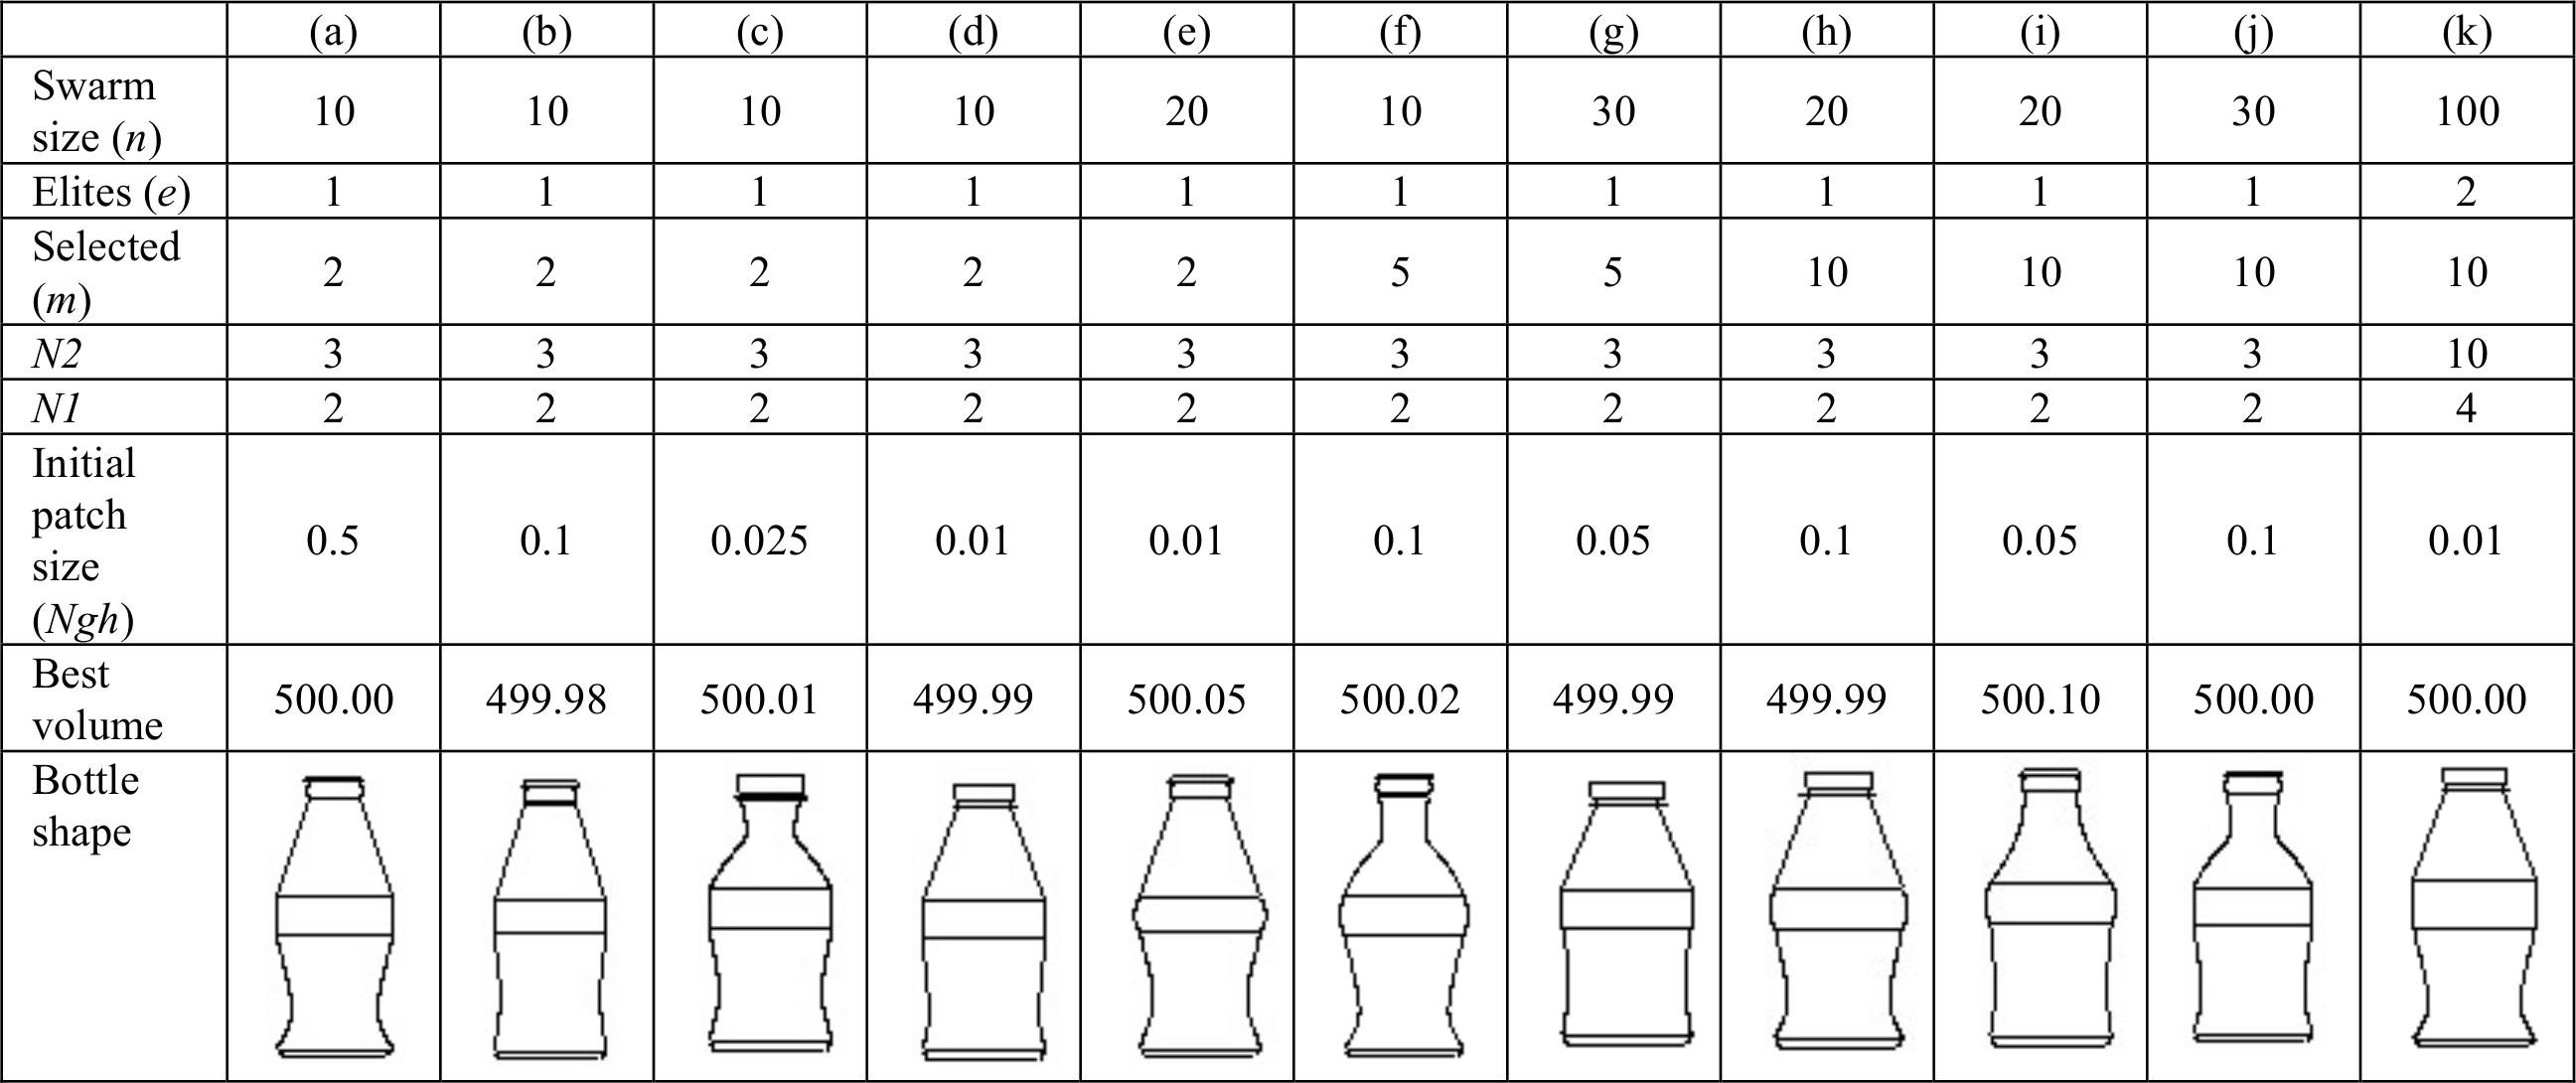 (a) (b) (c) (d) (e) (f) (g) (h) (i) (j) (k)
Swarm
size (n) 10 10 10 10 20 10 30 20 20 30 100
Elites (e) 1 1 1 1 1 1 1 1 1 1 2
Selected
(m) 2 2 2 2 2 5 5 10 10 10 10
N2 3 3 3 3 3 3 3 3 3 3 10
N1 2 2 2 2 2 2 2 2 2 2 4
Initial
patch
size
(Ngh) 0.5 0.1 0.025 0.01 0.01 0.1 0.05 0.1 0.05 0.1 0.01
Best
volume 500.00 499.98 500.01 499.99 500.05 500.02 499.99 499.99 500.10 500.00 500.00
Bottle
shape